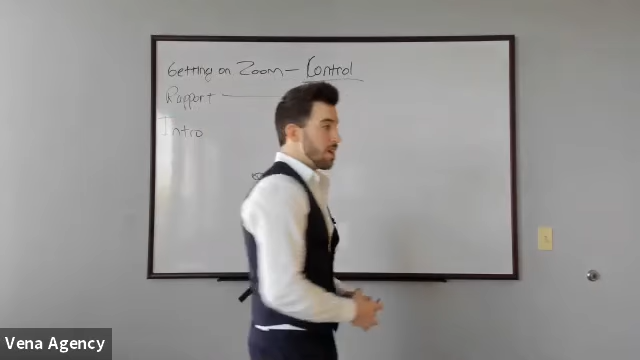 Getting on Zoom — Control
Rapport —
Intro
Vena Agency